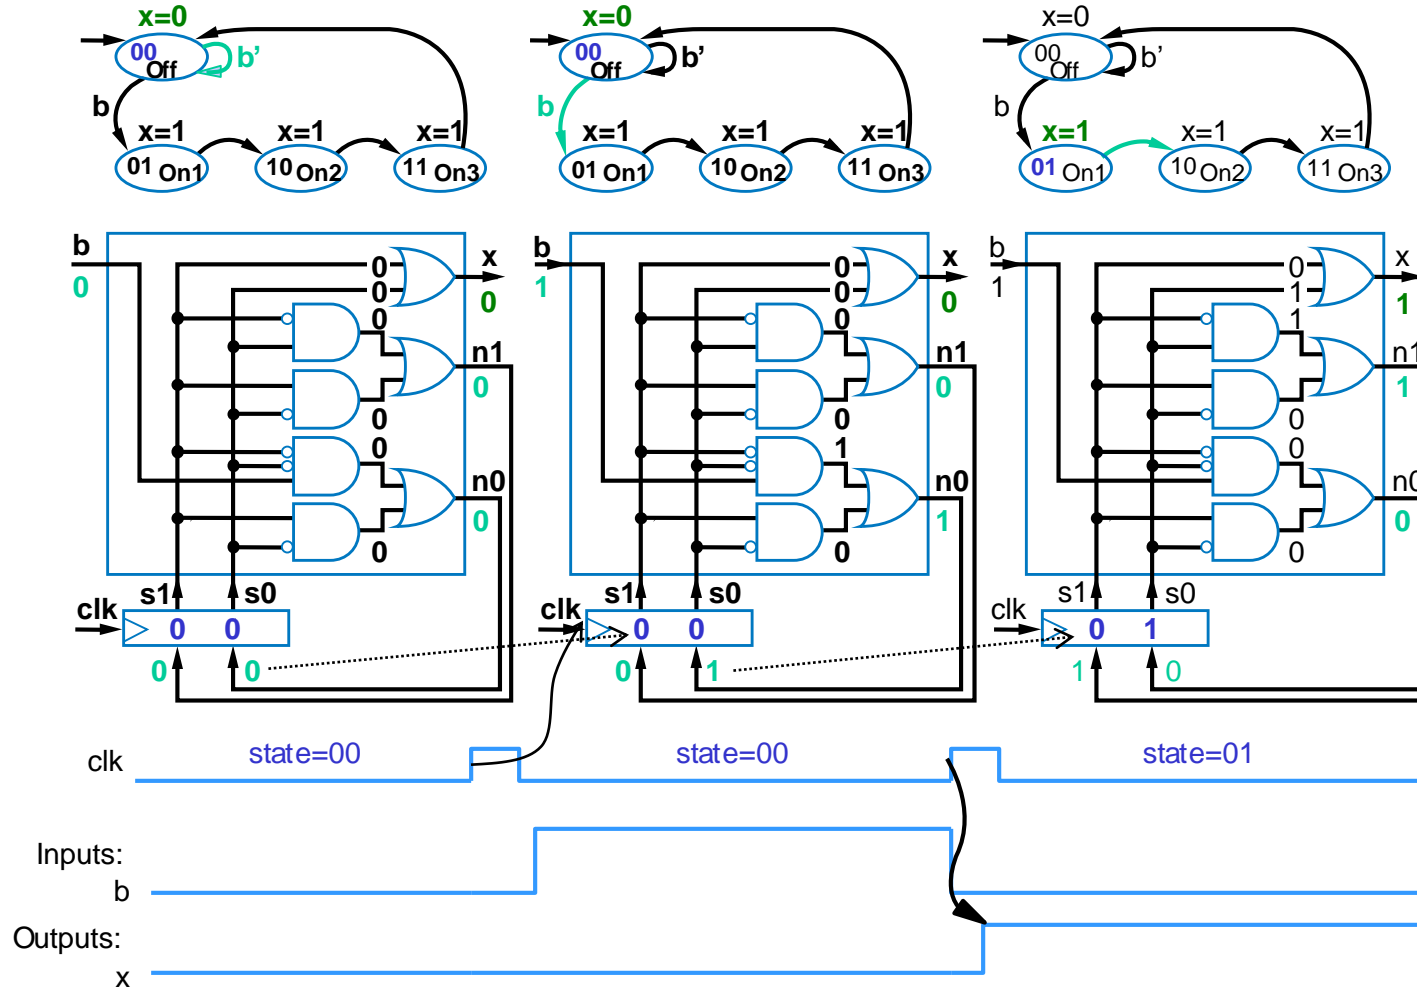 x=0 x=0 x=0
00 Off b’ 00 Off b’ 00 Off b’
b b b
x=1 x=1 x=1 x=1 x=1 x=1 x=1 x=1 x=1
01 On1 10 On2 11 On3 01 On1 10 On2 11 On3 01 On1 10 On2 11 On3
b 0 x b 0 x b 0 x
0 0 0 1 0 0 1 1 1
0 0 1
n1 n1 n1
0 0 1
0 0 0
0 1 0
n0 n0 n0
0 1 0
0 0 0
s1 s0 s1 s0 s1 s0
clk 0 0 clk 0 0 clk 0 1
0 0 0 1 1 0
clk state=00 state=00 state=01
Inputs:
b
Outputs:
x